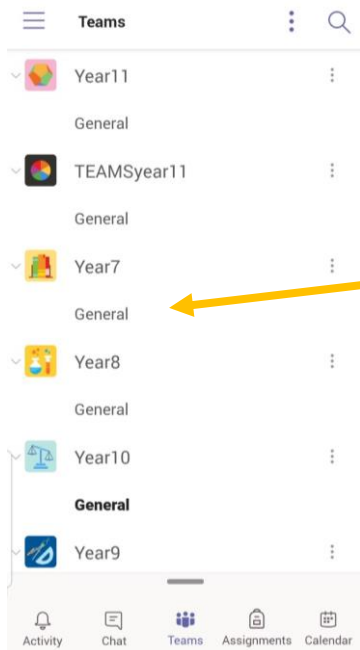 Teams
Year11
General
TEAMSyear11
General
Year7
General
Year8
General
Year10
General
Year9
Activity Chat Teams Assignments Calendar